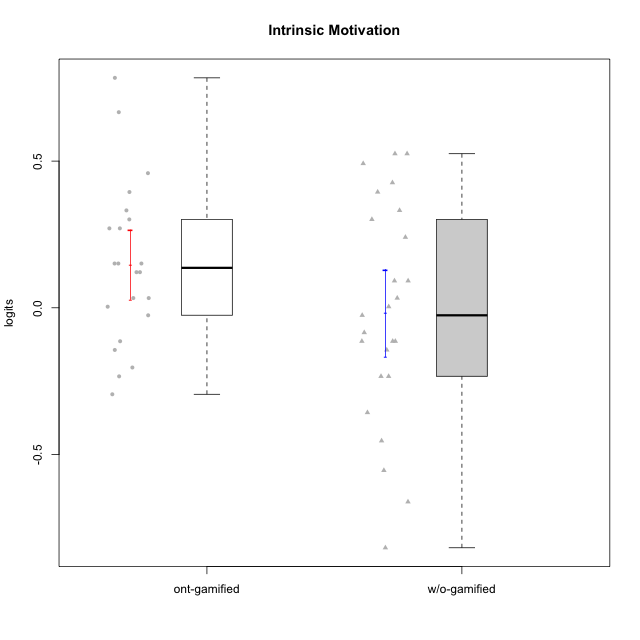 Intrinsic Motivation
logits
0.5
0.0
-0.5
ont-gamified
w/o-gamified